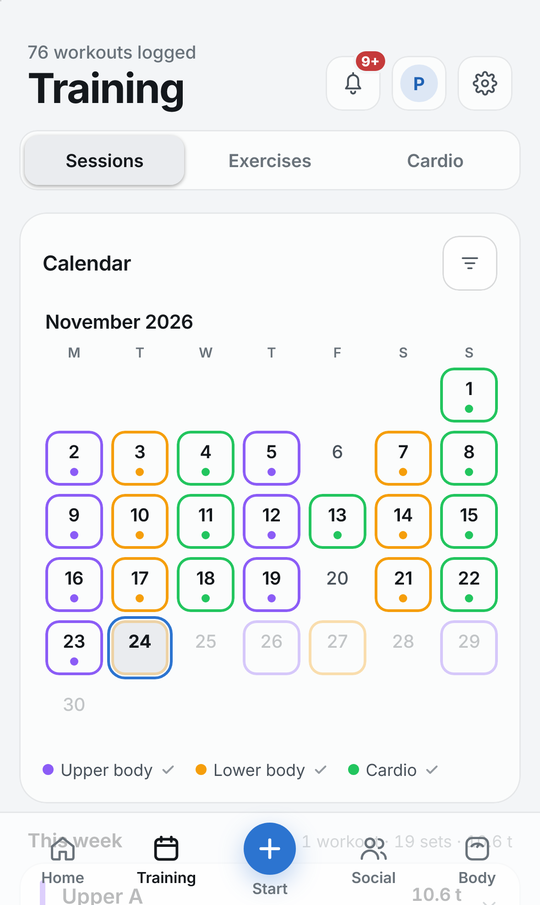 76 workouts logged
Training
9+
P
Sessions Exercises Cardio
Calendar
November 2026
M T W T F S S
1
2 3 4 5 6 7 8
9 10 11 12 13 14 15
16 17 18 19 20 21 22
23 24 25 26 27 28 29
30
Upper body Lower body Cardio
This week 1 workout · 19 sets · 10.6 t
Home Training Start Social Body
Upper A 10.6 t